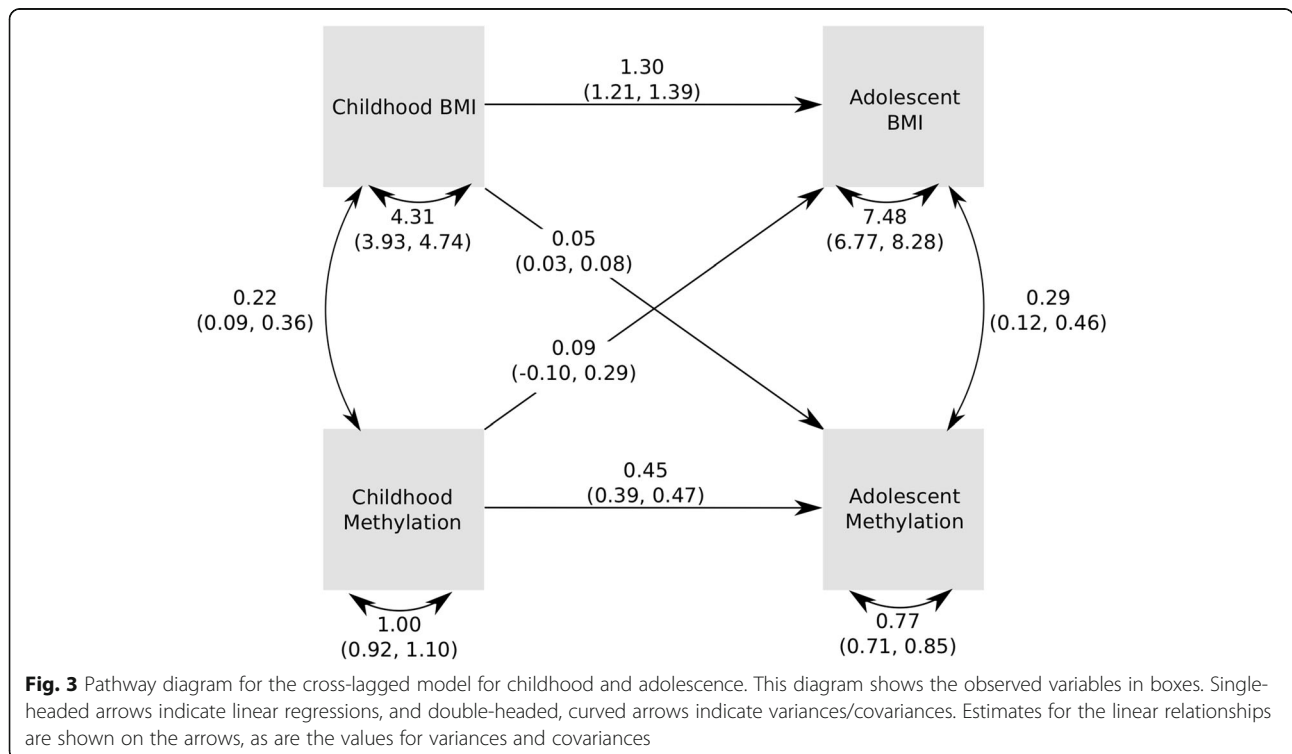 Childhood BMI
1.30
(1.21, 1.39)
Adolescent
BMI
4.31
(3.93, 4.74)
7.48
(6.77, 8.28)
0.05
(0.03, 0.08)
0.22
(0.09, 0.36)
0.29
(0.12, 0.46)
0.09
(-0.10, 0.29)
Childhood
Methylation
0.45
(0.39, 0.47)
Adolescent
Methylation
1.00
(0.92, 1.10)
0.77
(0.71, 0.85)
Fig. 3 Pathway diagram for the cross-lagged model for childhood and adolescence. This diagram shows the observed variables in boxes. Single-
headed arrows indicate linear regressions, and double-headed, curved arrows indicate variances/covariances. Estimates for the linear relationships
are shown on the arrows, as are the values for variances and covariances